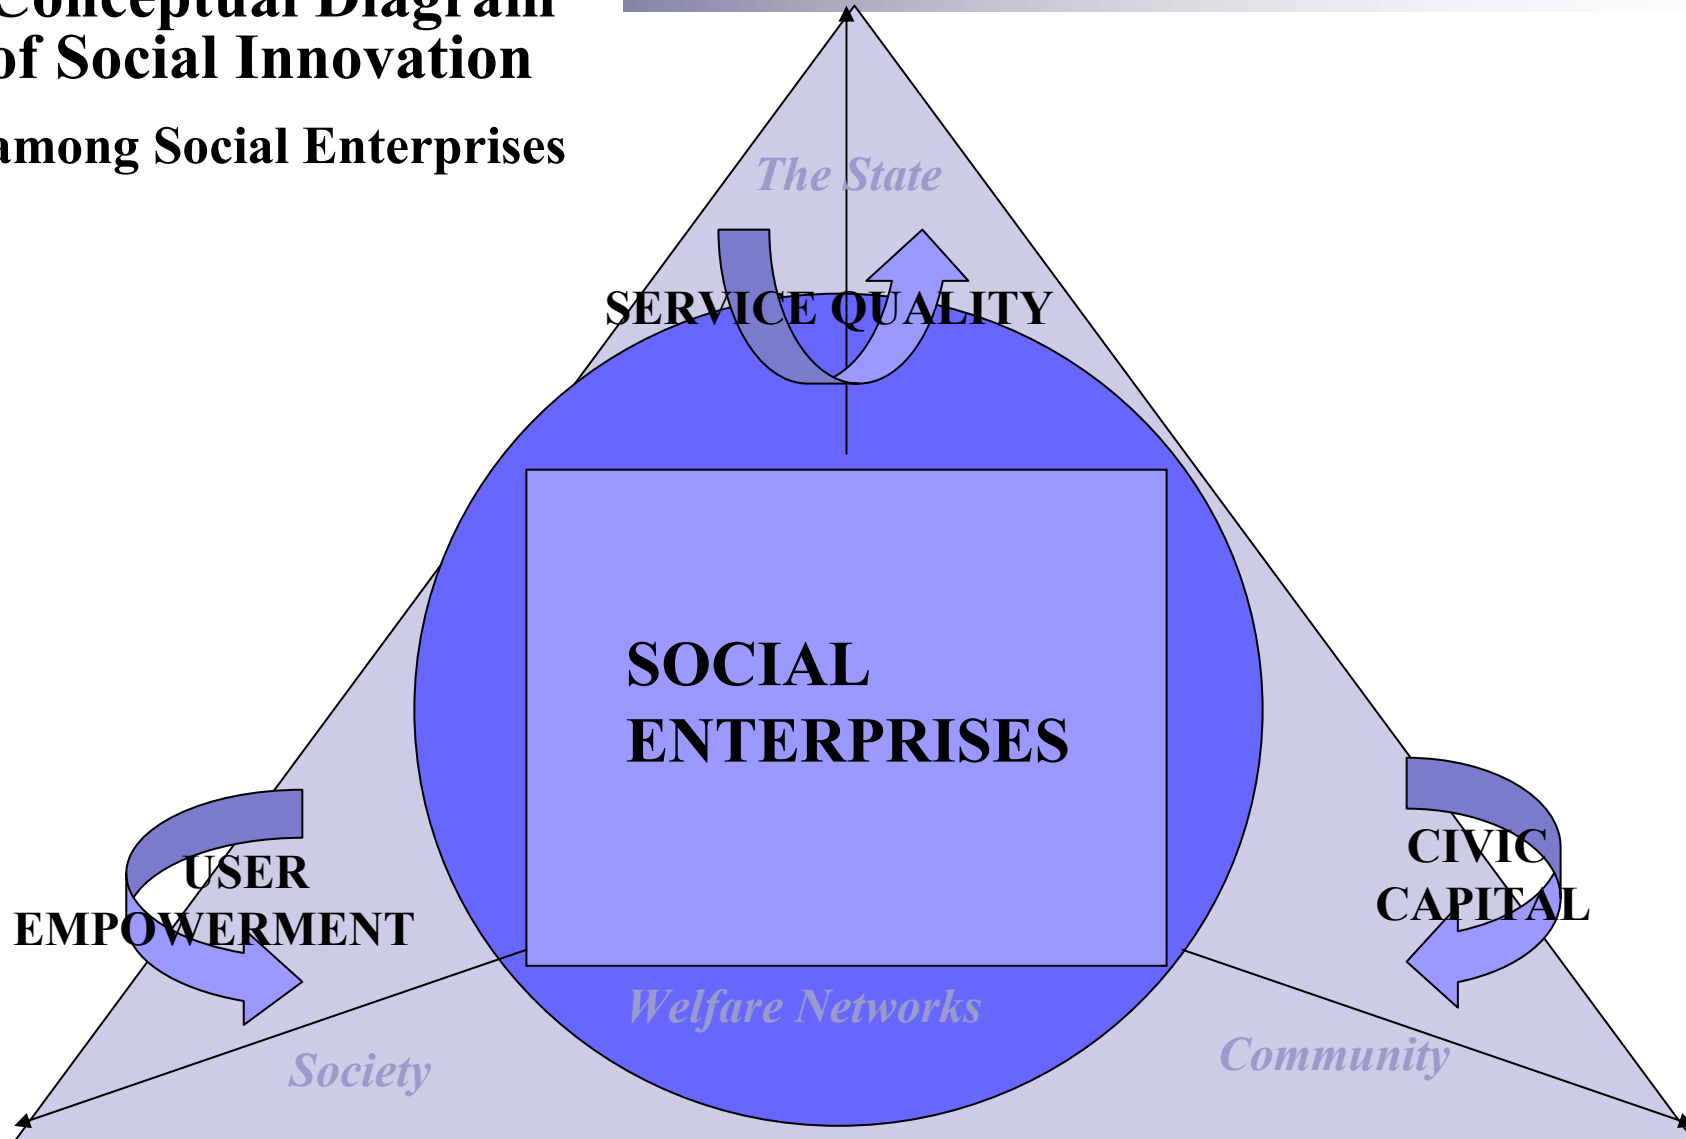 Conceptual Diagram
of Social Innovation
among Social Enterprises
The State
SERVICE QUALITY
SOCIAL
ENTERPRISES
USER
EMPOWERMENT
CIVIC
CAPITAL
Welfare Networks
Society
Community